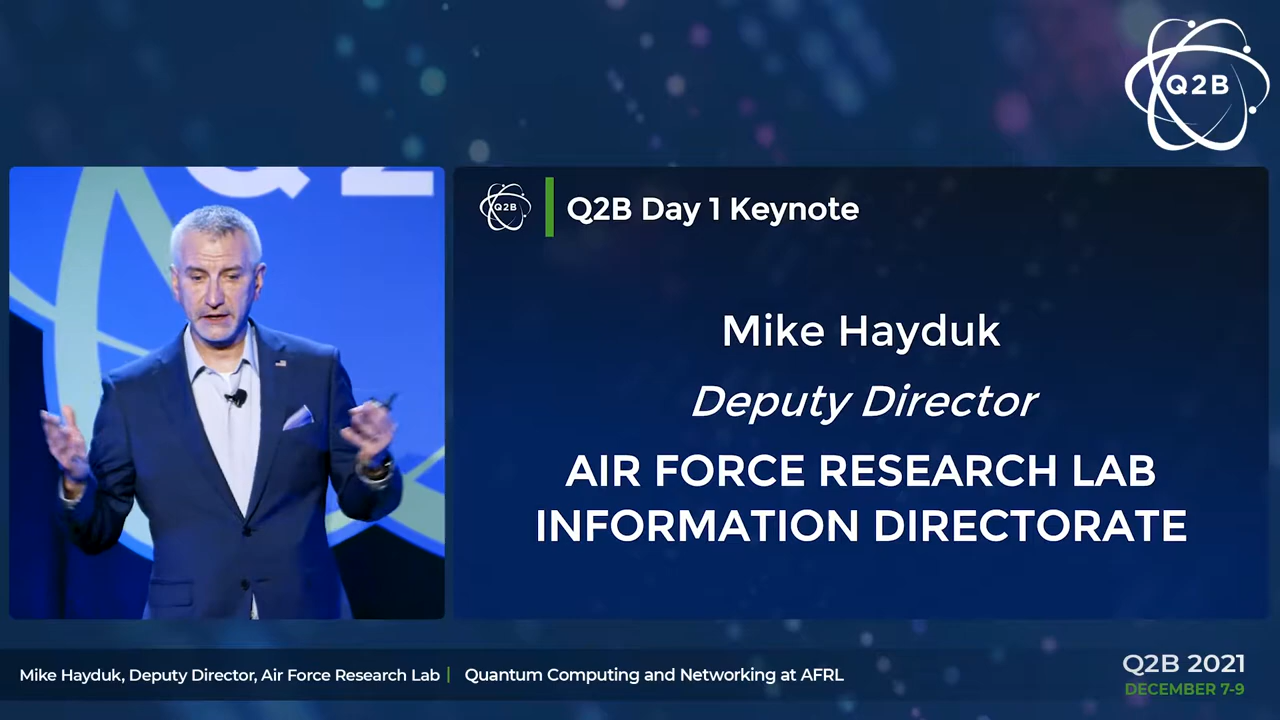 Q2B
Q2
Q2B
Q2B Day 1 Keynote
Mike Hayduk
Deputy Director
AIR FORCE RESEARCH LAB
INFORMATION DIRECTORATE
Mike Hayduk, Deputy Director, Air Force Research Lab | Quantum Computing and Networking at AFRL
Q2B 2021
DECEMBER 7-9